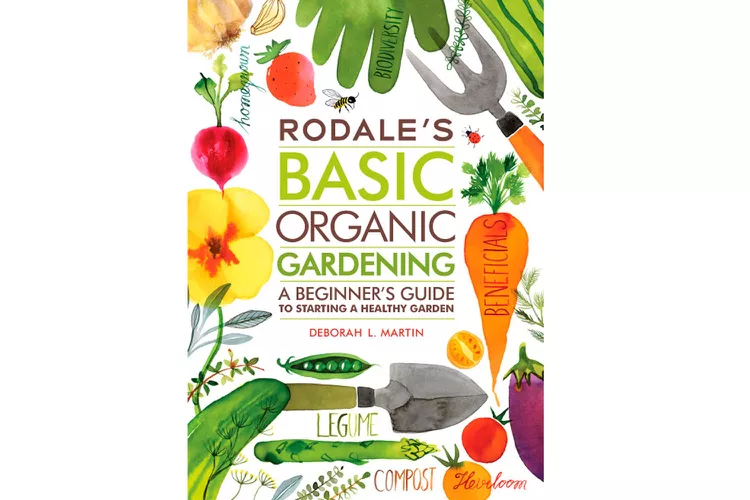 BIODIVERSITY
homegrown
RODALE'S
BASIC
ORGANIC
GARDENING
A BEGINNER'S GUIDE
TO STARTING A HEALTHY GARDEN
DEBORAH L. MARTIN
BENEFICIALS
LEGUME
COMPOST
Heirloom